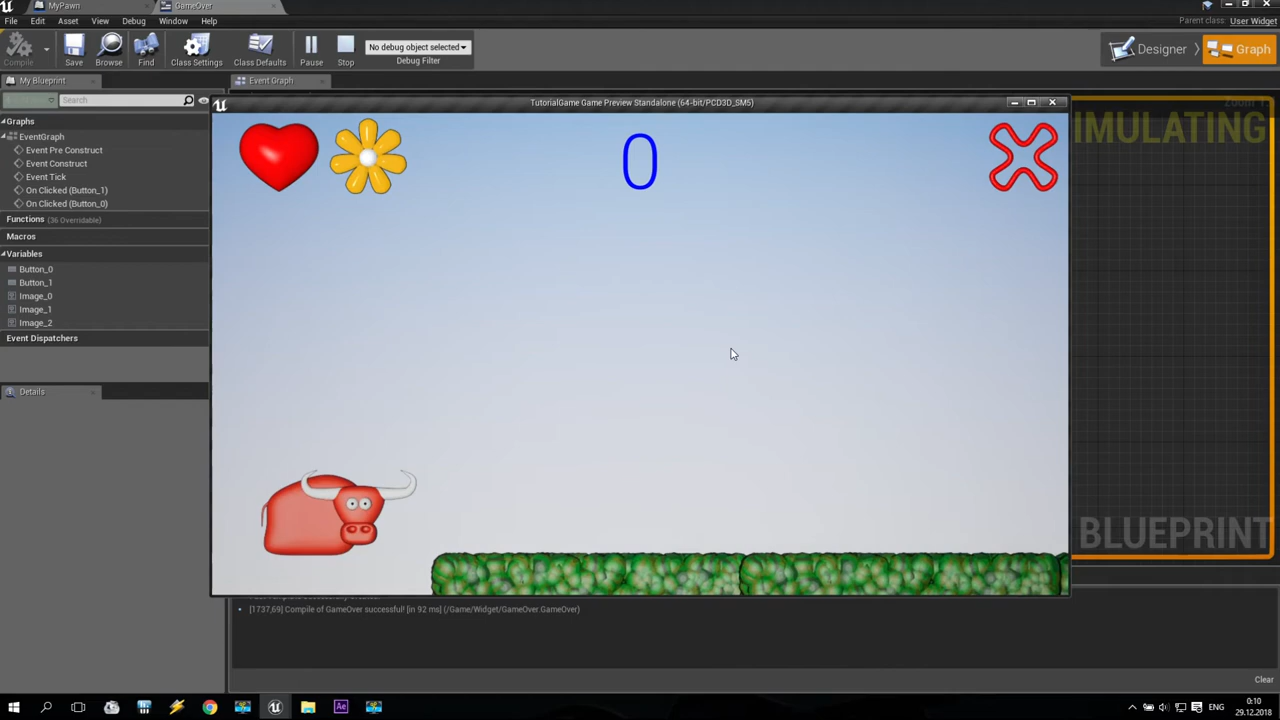 MyPawn
GameOver
File Edit Asset View Debug Window Help
Parent class: User Widget
Compile
Save
Browse
Find
Class Settings
Class Defaults
Pause
Stop
No debug object selected
Debug Filter
Designer
Graph
My Blueprint
Event Graph
Search
TutorialGame Game Preview Standalone (64-bit/PCD3D_SM5)
Graphs
EventGraph
Event Pre Construct
Event Construct
Event Tick
On Clicked (Button_1)
On Clicked (Button_0)
Functions (36 Overridable)
Macros
Variables
Button_0
Button_1
Image_0
Image_1
Image_2
Event Dispatchers
Details
0
IMULATING
BLUEPRINT
[1737,69] Compile of GameOver successful! [in 92 ms] (/Game/Widget/GameOver.GameOver)
Clear
Ae
ENG
0:10
29.12.2018